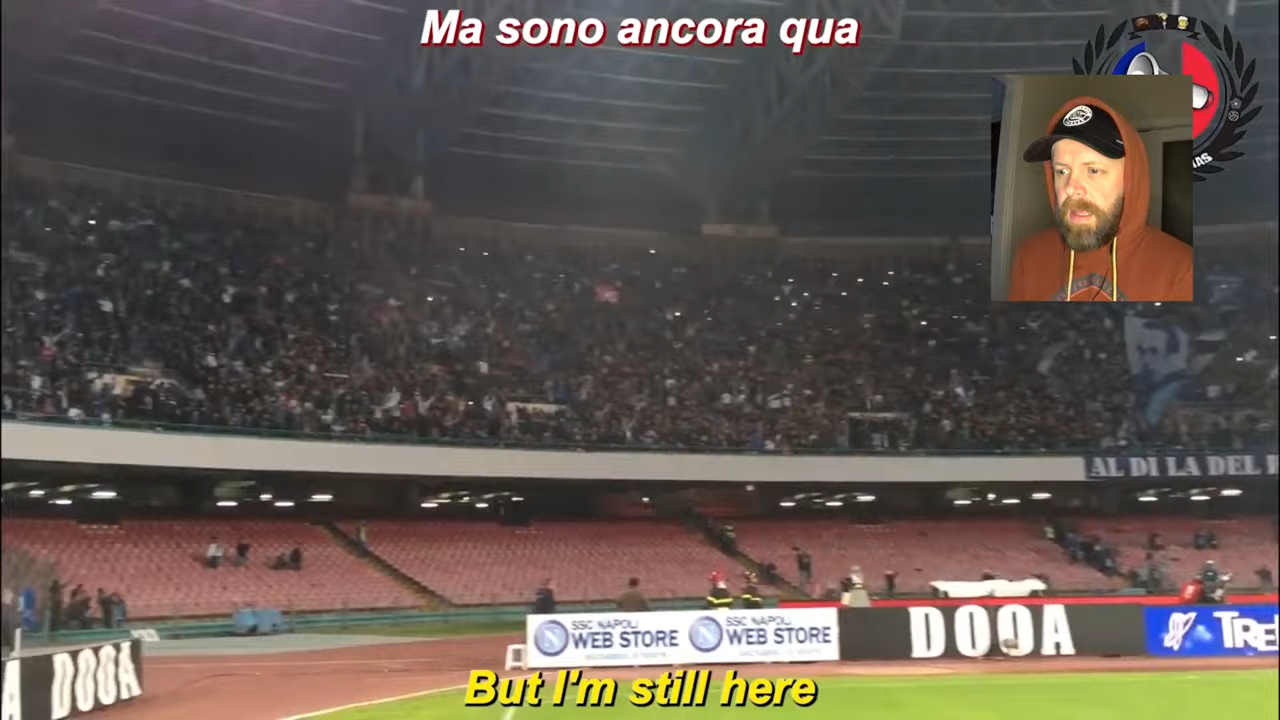 Ma sono ancora qua
AL DI LA DEL
SSC NAPOLI
WEB STORE
SSC NAPOLI
WEB STORE
DOOA
DOOA
But I'm still here